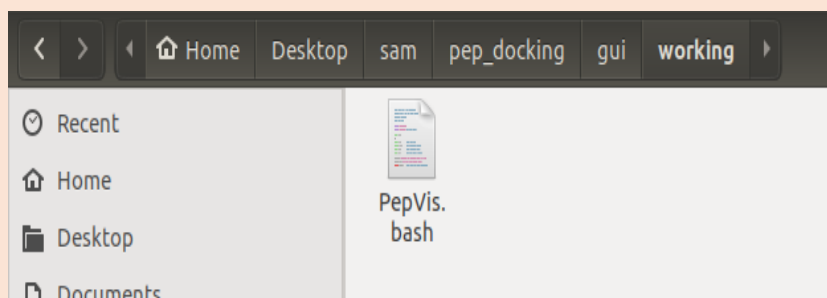 Home Desktop sam pep_docking gui working
Recent
Home
Desktop
Documents
PepVis.
bash